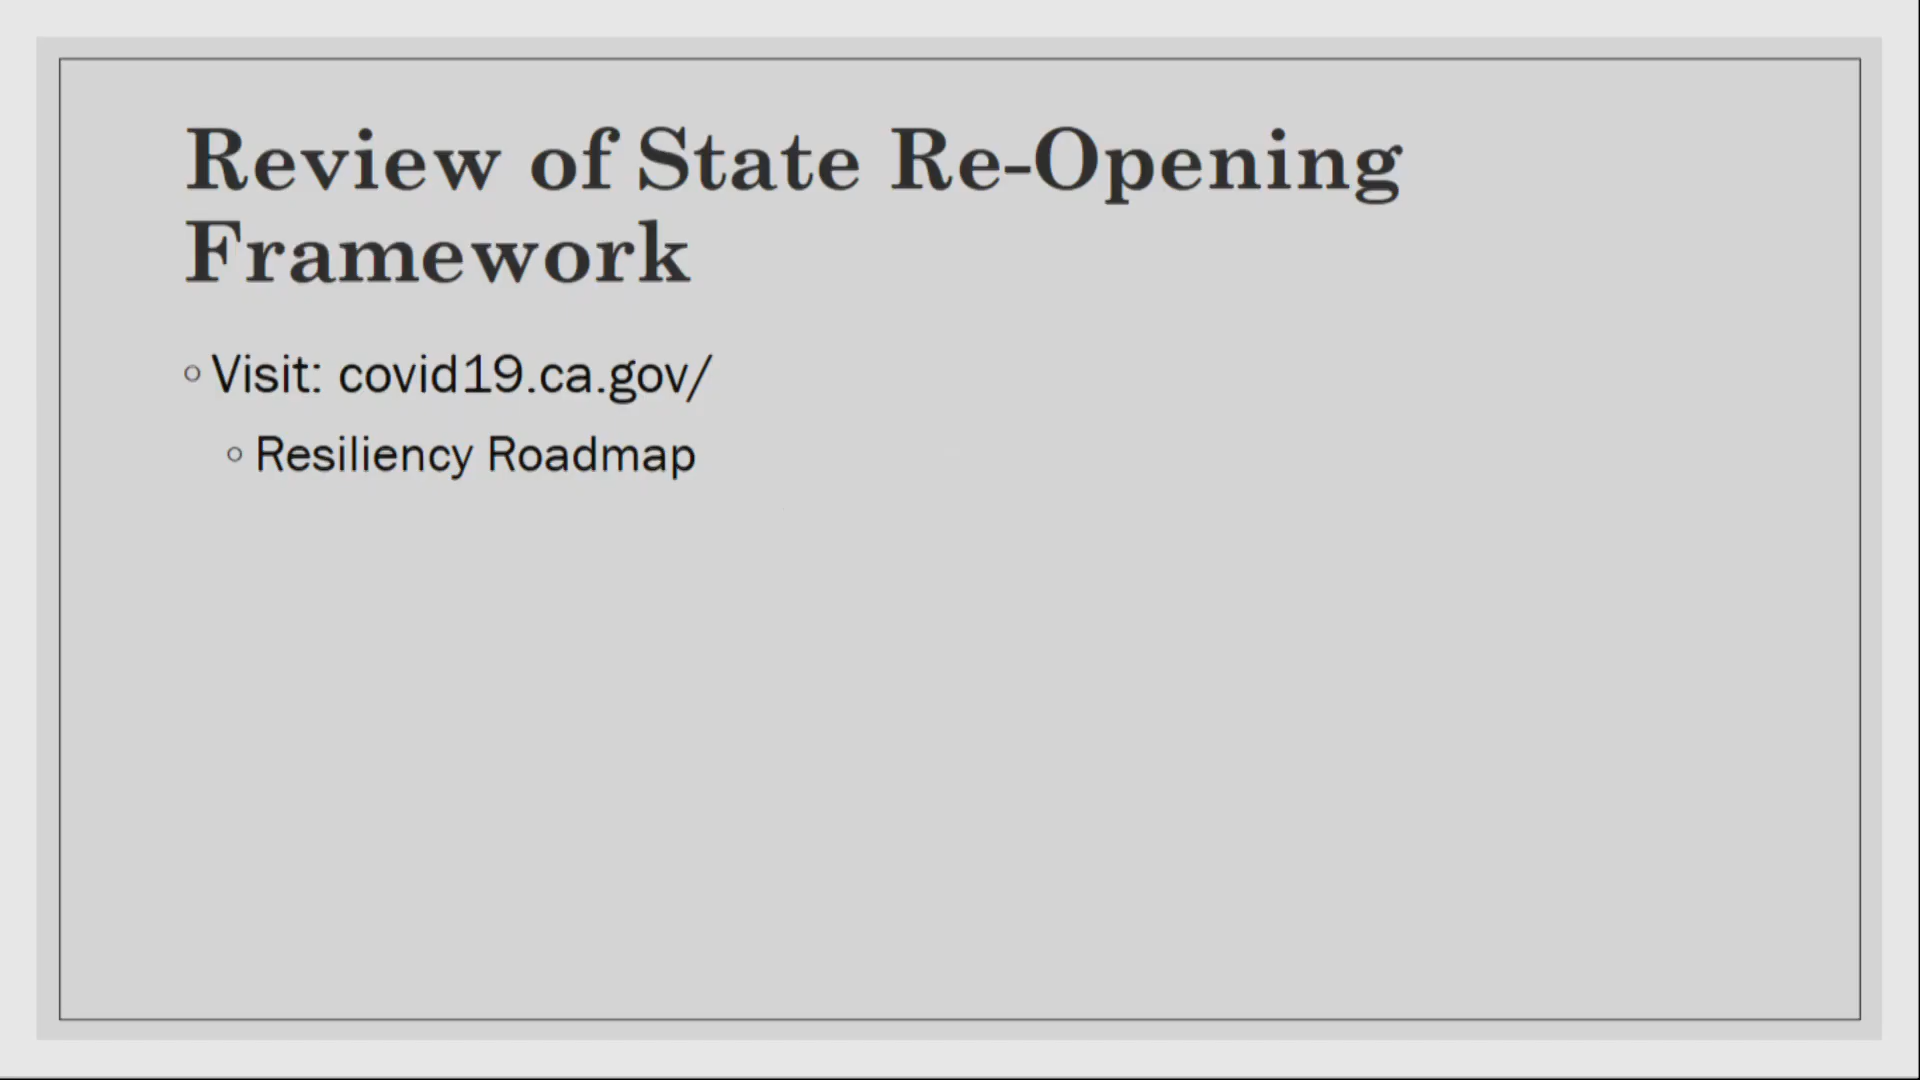 Review of State Re-Opening
Framework
Visit: covid19.ca.gov/
Resiliency Roadmap